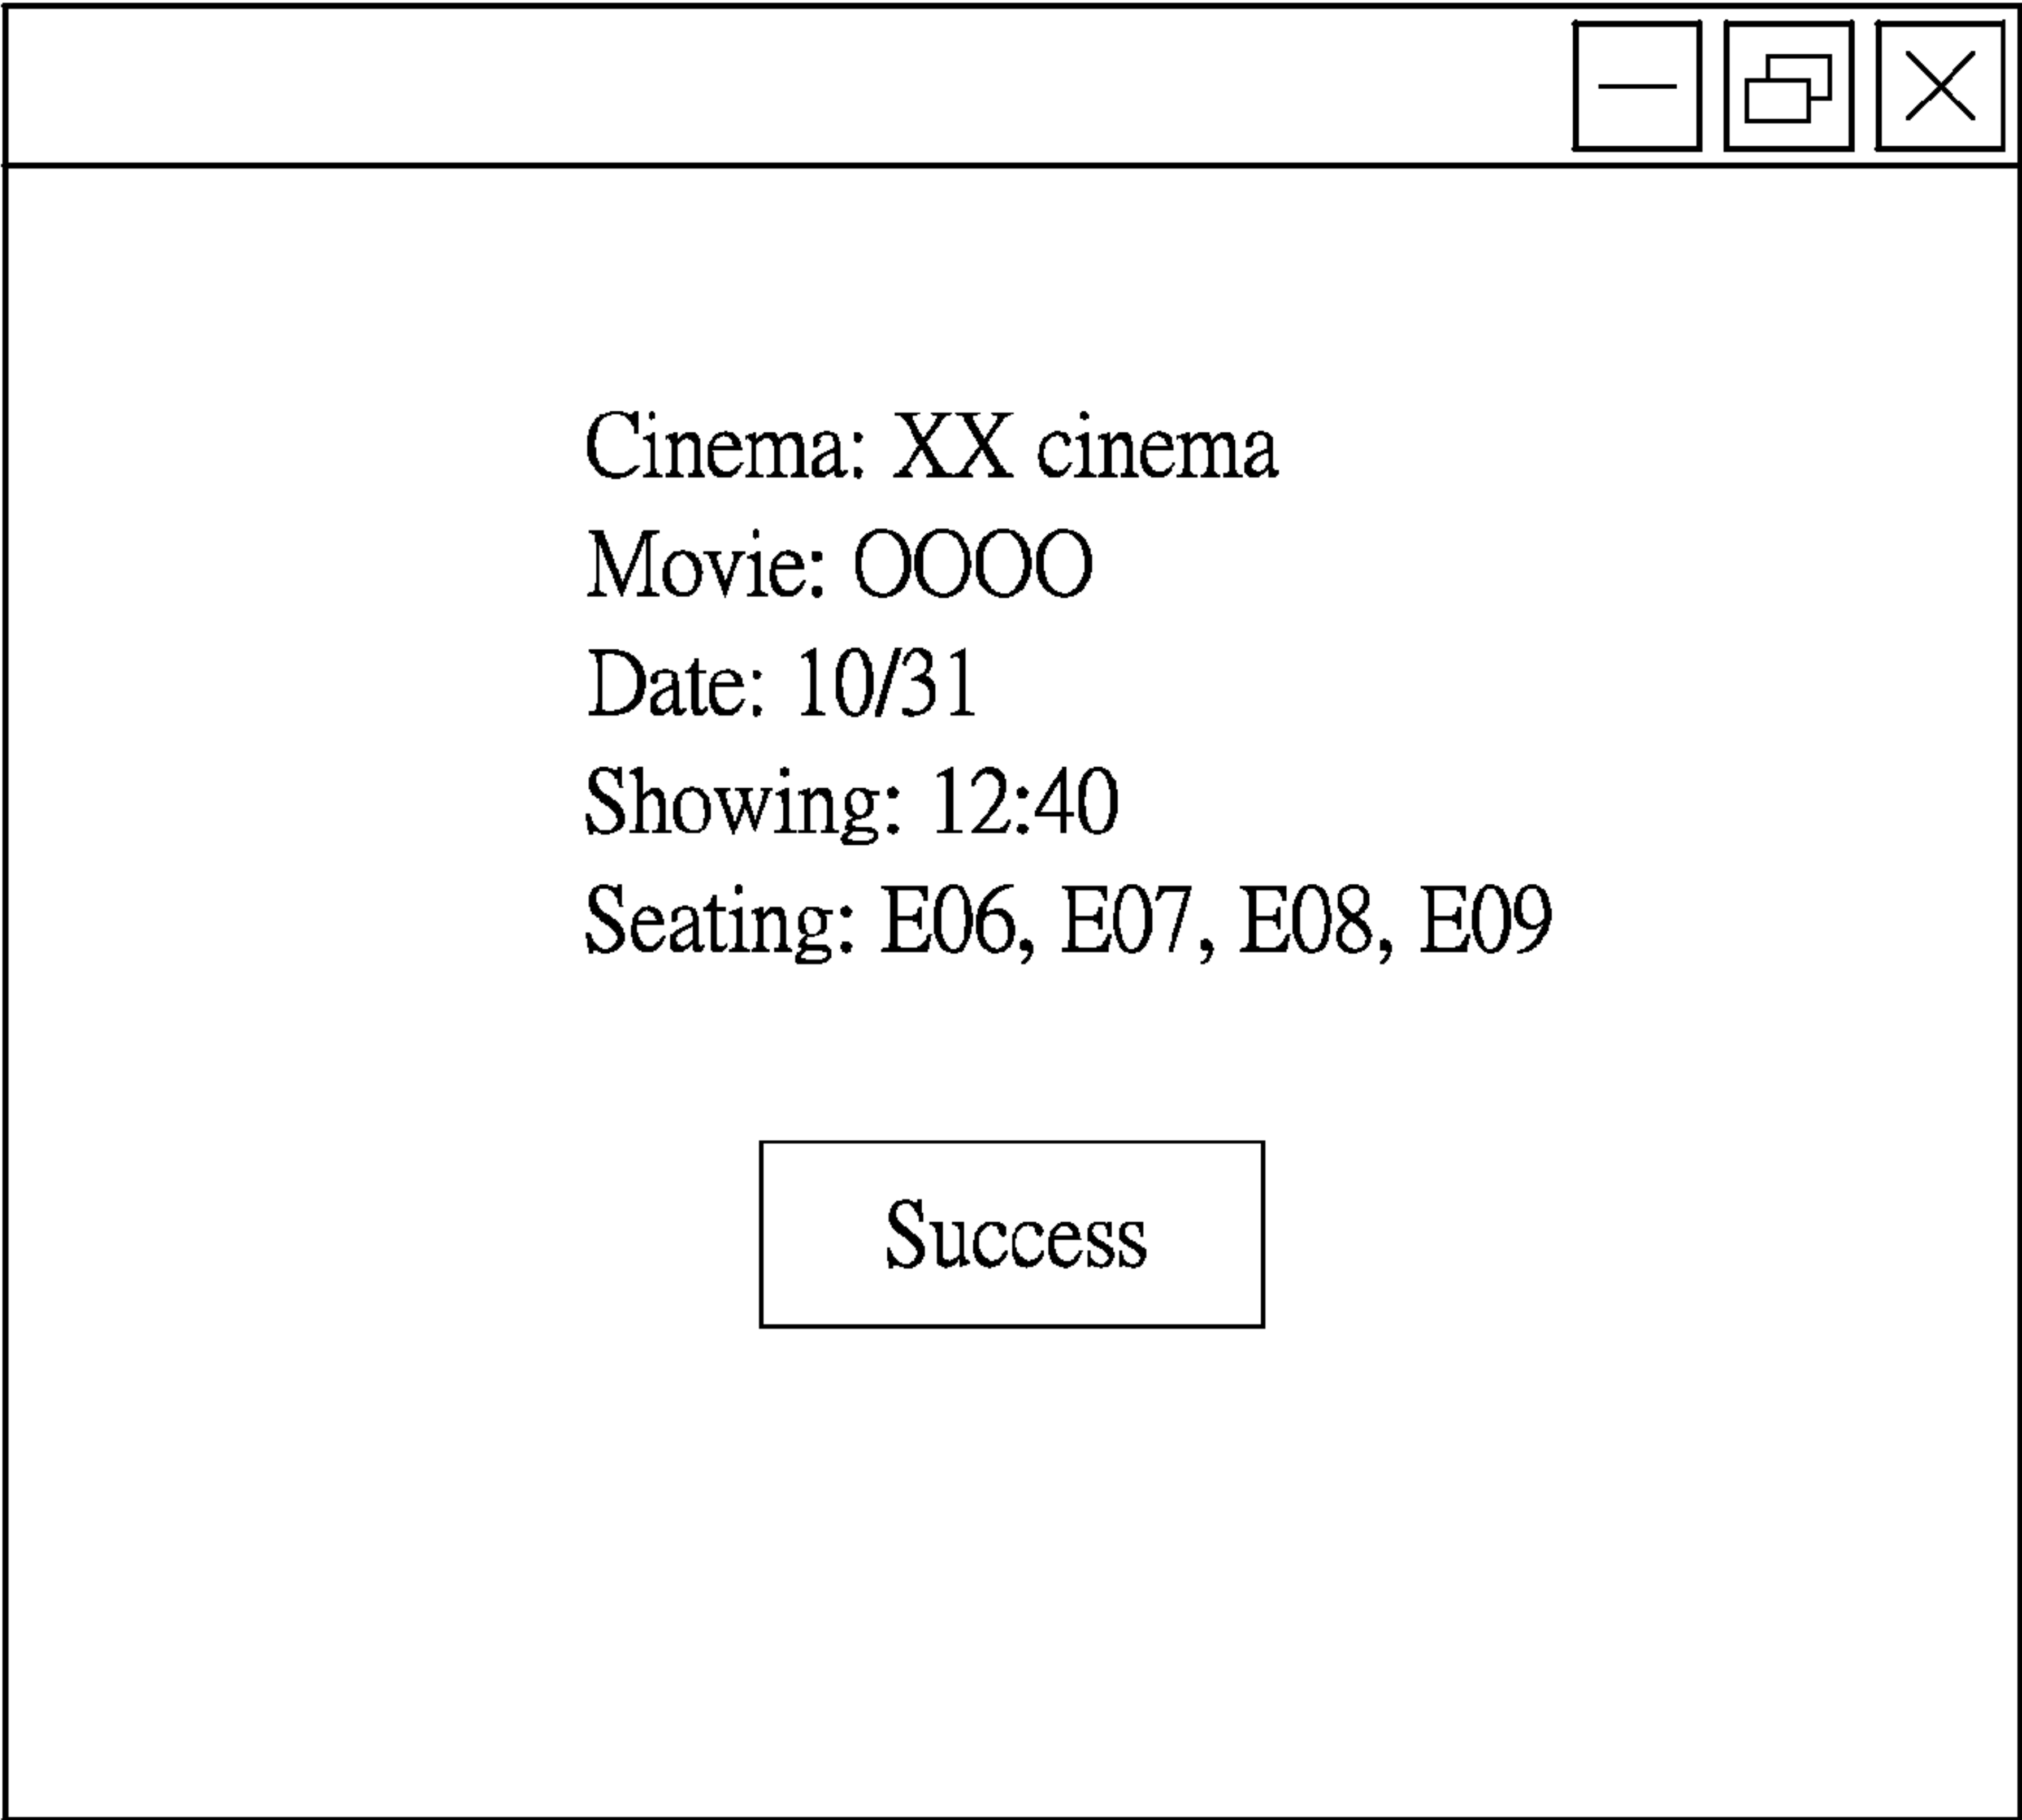 Cinema: XX cinema
Movie: OOOO
Date: 10/31
Showing: 12:40
Seating: E06, E07, E08, E09
Success